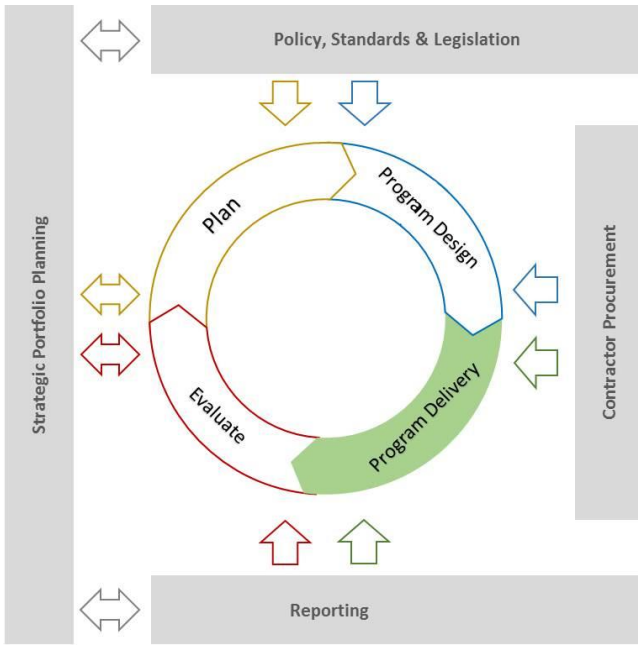 Policy, Standards & Legislation
Plan
Program Design
Strategic Portfolio Planning
Contractor Procurement
Evaluate
Program Delivery
Reporting